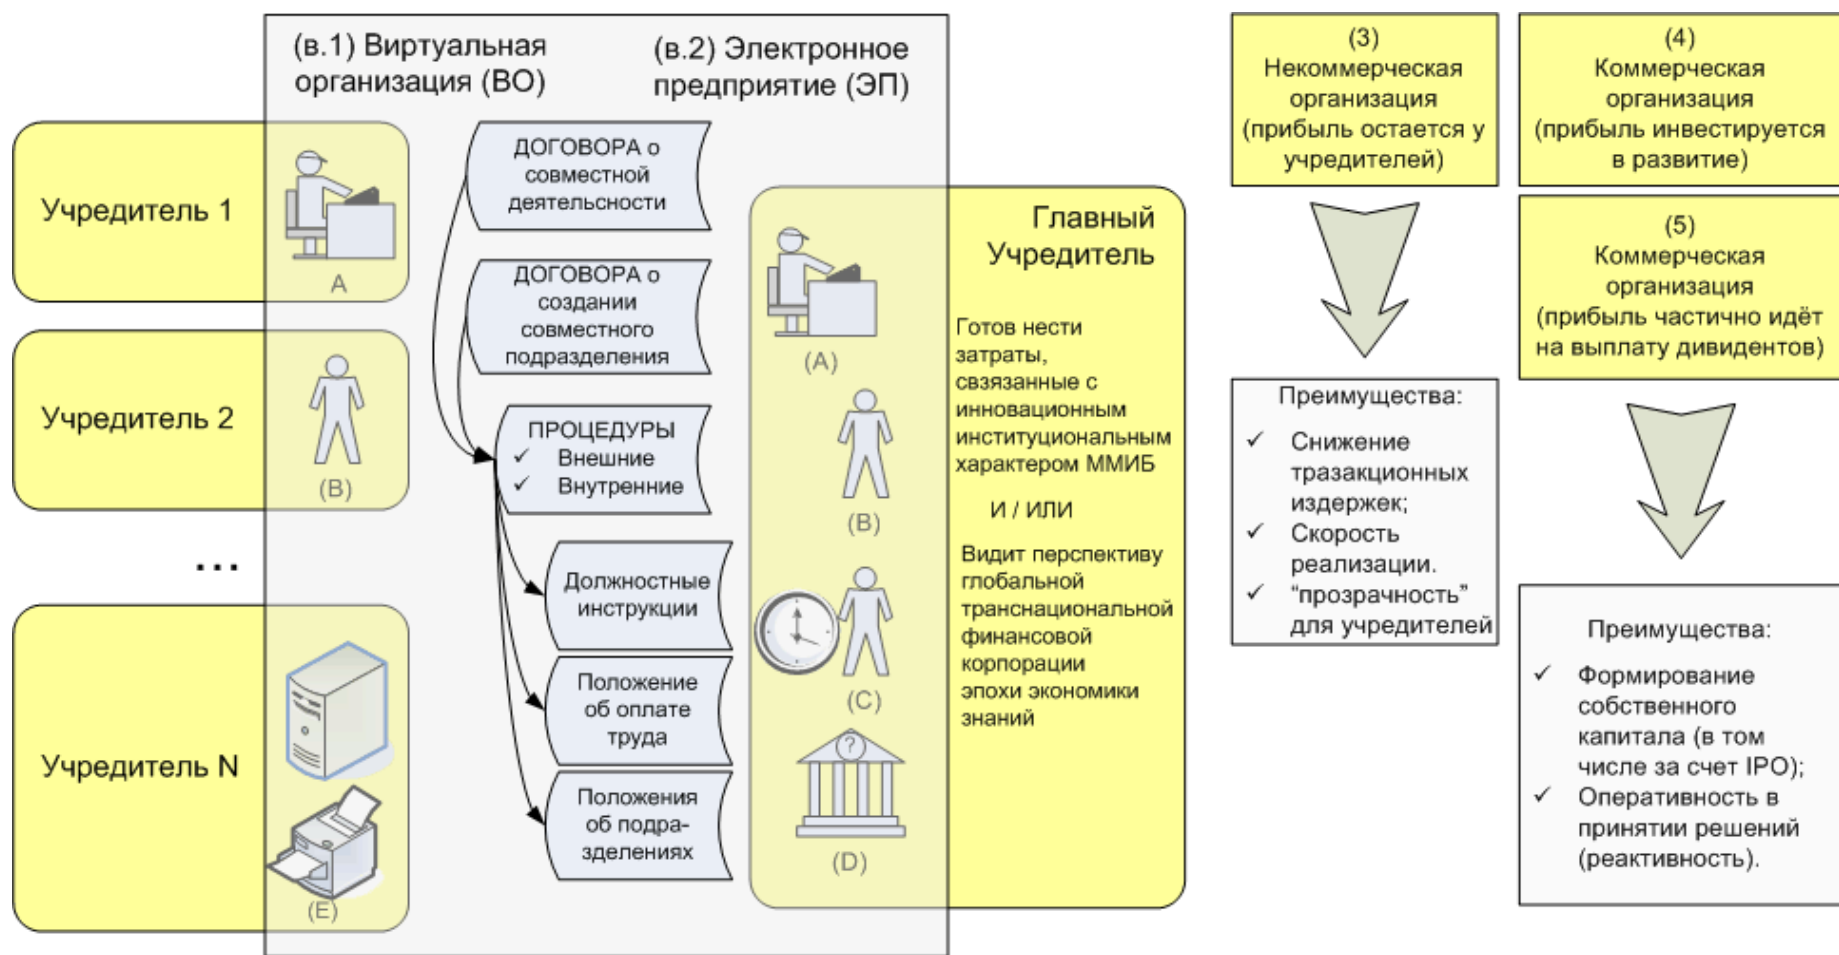 (в.1) Виртуальная
организация (ВО)
(в.2) Электронное
предприятие (ЭП)
Учредитель 1
A
Учредитель 2
(B)
...
Учредитель N
(E)
ДОГОВОРА о
совместной
деятельсности
ДОГОВОРА о
создании
совместного
подразделения
ПРОЦЕДУРЫ
✓ Внешние
✓ Внутренние
Должностные
инструкции
Положение
об оплате
труда
Положения
об подра-
зделениях
(A)
(B)
(C)
?
(D)
Главный
Учредитель
Готов нести
затраты,
свзязанные с
инновационным
институциональным
характером ММИБ
И / ИЛИ
Видит перспективу
глобальной
транснациональной
финансовой
корпорации
эпохи экономики
знаний
(3)
Некоммерческая
организация
(прибыль остается у
учредителей)
Преимущества:
✓ Снижение
тразакционных
издержек;
✓ Скорость
реализации.
✓ “прозрачность”
для учредителей
(4)
Коммерческая
организация
(прибыль инвестируется
в развитие)
(5)
Коммерческая
организация
(прибыль частично идёт
на выплату дивидентов)
Преимущества:
✓ Формирование
собственного
капитала (в том
числе за счет IPO);
✓ Оперативность в
принятии решений
(реактивность).